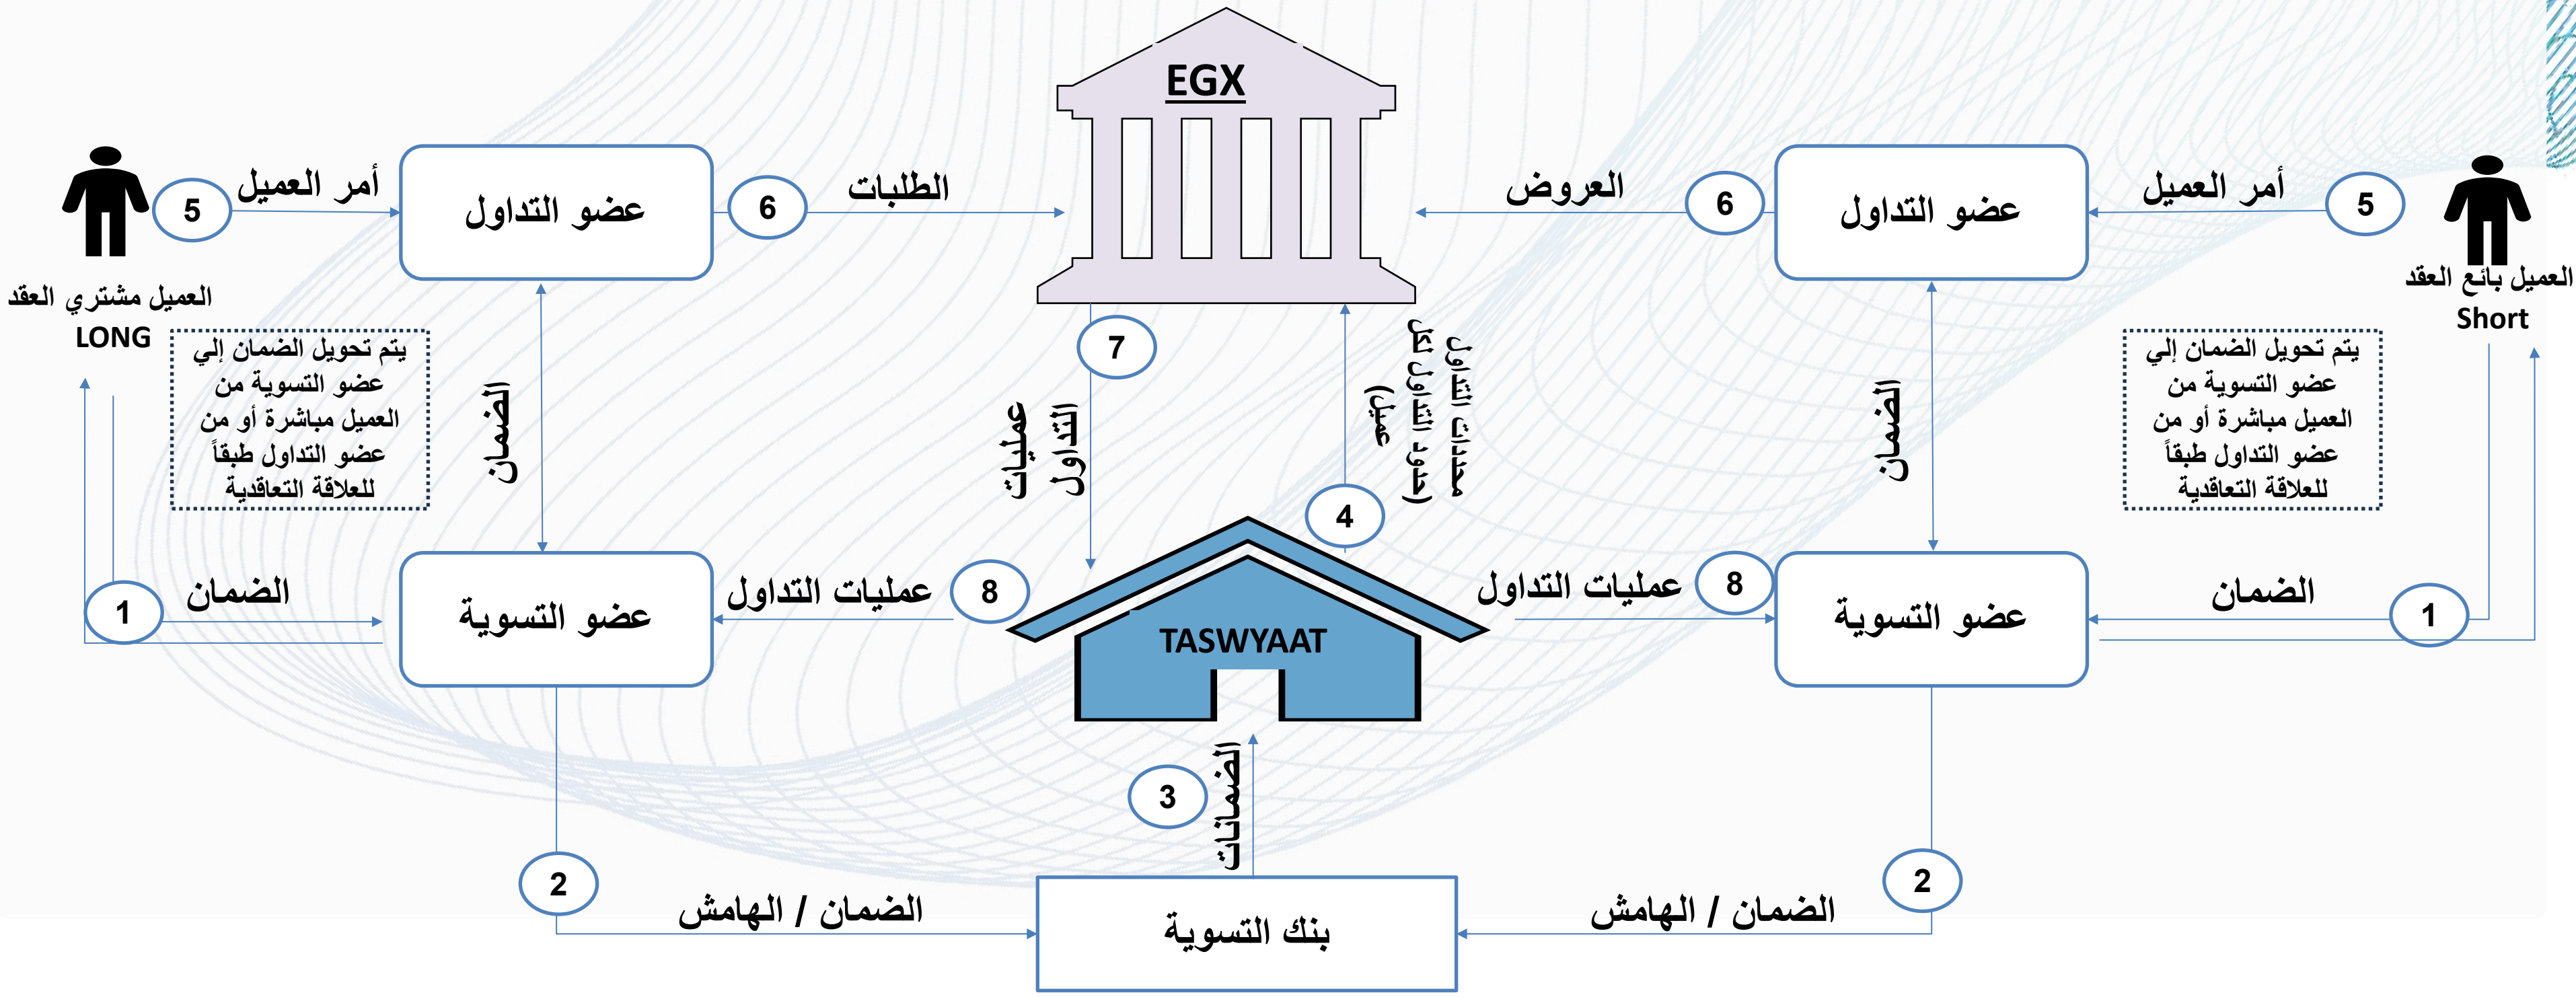 EGX
العميل بائع العقد
Short
5
أمر العميل
عضو التداول
6
العروض
الطلبات
6
عضو التداول
أمر العميل
5
العميل مشتري العقد
LONG
يتم تحويل الضمان إلي
عضو التسوية من
العميل مباشرة أو من
عضو التداول طبقاً
للعلاقة التعاقدية
الضمان
محددات التداول
(حدود التداول لكل
عميل)
4
7
عمليات
التداول
الضمان
يتم تحويل الضمان إلي
عضو التسوية من
العميل مباشرة أو من
عضو التداول طبقاً
للعلاقة التعاقدية
1
الضمان
عضو التسوية
8
عمليات التداول
TASWYAAT
8
عمليات التداول
عضو التسوية
الضمان
1
3
الضمانات
2
الضمان / الهامش
بنك التسوية
الضمان / الهامش
2